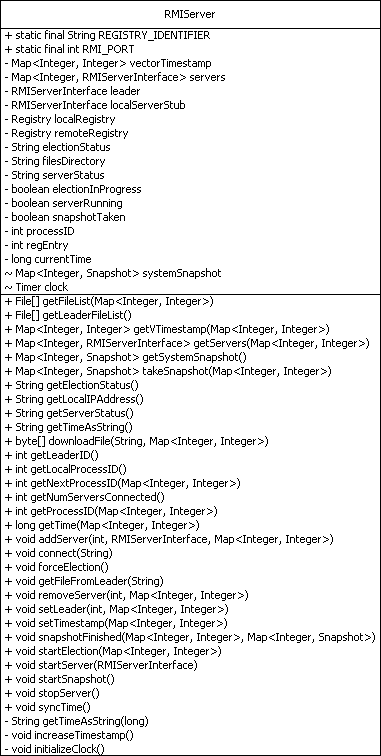 RMIServer
+ static final String REGISTRY_IDENTIFIER
+ static final int RMI_PORT
- Map<Integer, Integer> vectorTimestamp
- Map<Integer, RMIServerInterface> servers
- RMIServerInterface leader
- RMIServerInterface localServerStub
- Registry localRegistry
- Registry remoteRegistry
- String electionStatus
- String filesDirectory
- String serverStatus
- boolean electionInProgress
- boolean serverRunning
- boolean snapshotTaken
- int processID
- int regEntry
- long currentTime
~ Map<Integer, Snapshot> systemSnapshot
~ Timer clock
+ File[] getFileList(Map<Integer, Integer>)
+ File[] getLeaderFileList()
+ Map<Integer, Integer> getVTimestamp(Map<Integer, Integer>)
+ Map<Integer, RMIServerInterface> getServers(Map<Integer, Integer>)
+ Map<Integer, Snapshot> getSystemSnapshot()
+ Map<Integer, Snapshot> takeSnapshot(Map<Integer, Integer>)
+ String getElectionStatus()
+ String getLocalIPAddress()
+ String getServerStatus()
+ String getTimeAsString()
+ byte[] downloadFile(String, Map<Integer, Integer>)
+ int getLeaderID()
+ int getLocalProcessID()
+ int getNextProcessID(Map<Integer, Integer>)
+ int getNumServersConnected()
+ int getProcessID(Map<Integer, Integer>)
+ long getTime(Map<Integer, Integer>)
+ void addServer(int, RMIServerInterface, Map<Integer, Integer>)
+ void connect(String)
+ void forceElection()
+ void getFileFromLeader(String)
+ void removeServer(int, Map<Integer, Integer>)
+ void setLeader(int, Map<Integer, Integer>)
+ void setTimestamp(Map<Integer, Integer>)
+ void snapshotFinished(Map<Integer, Integer>, Map<Integer, Snapshot>)
+ void startElection(Map<Integer, Integer>)
+ void startServer(RMIServerInterface)
+ void startSnapshot()
+ void stopServer()
+ void syncTime()
- String getTimeAsString(long)
- void increaseTimestamp()
- void initializeClock()